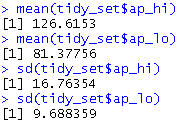 > mean(tidy_set$ap_hi)
[1] 126.6153
> mean(tidy_set$ap_lo)
[1] 81.37756
> sd(tidy_set$ap_hi)
[1] 16.76354
> sd(tidy_set$ap_lo)
[1] 9.688359